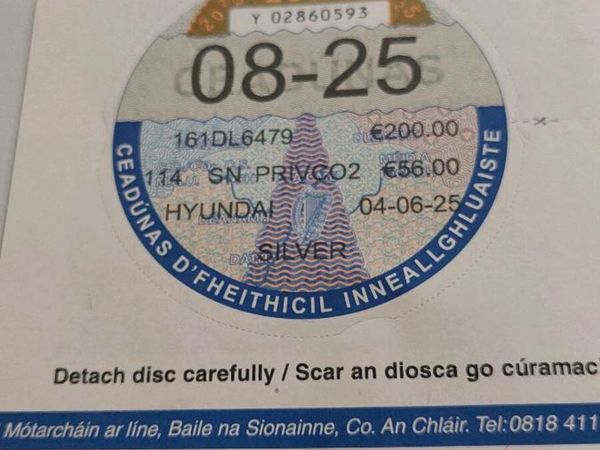 Y 02860593
CEADUNAS
08-25
161DL6479 €200.00
114 SN PRIVCO2 €56.00
HYUNDAI 04-06-25
SILVER
CEADÚNAS D'FHEITHICIL INNEALLGHLUAISTE
Detach disc carefully / Scar an diosca go cúramac
Mótarcháin ar líne, Baile na Sionainne, Co. An Chláir. Tel:0818 411